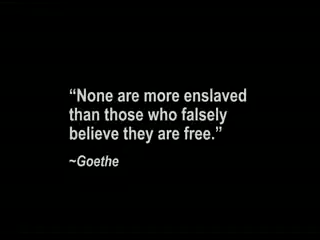 “None are more enslaved
than those who falsely
believe they are free.”
~Goethe